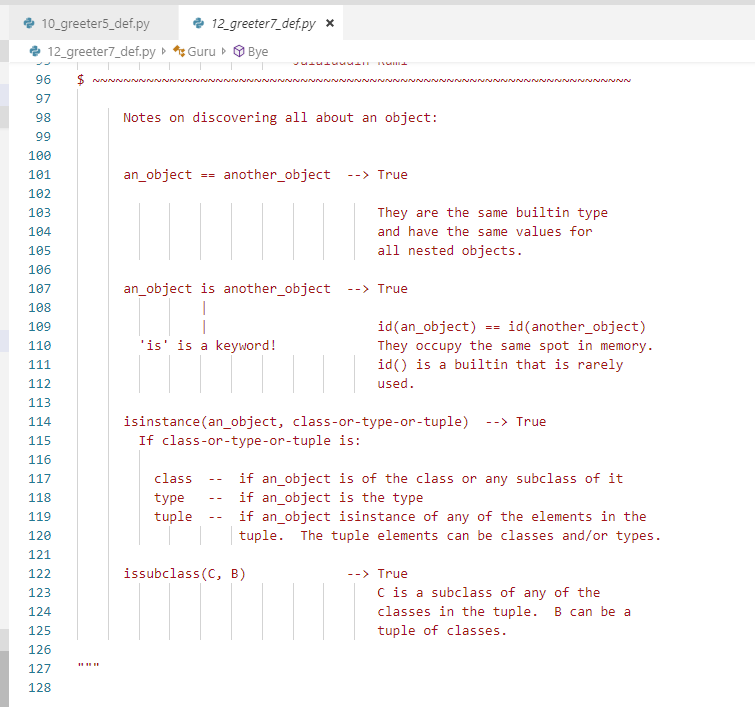 10_greeter5_def.py 12_greeter7_def.py ×
12_greeter7_def.py Guru Bye
95 Jalaluddin Rumi
96 $ ~~~~~~~~~~~~~~~~~~~~~~~~~~~~~~~~~~~~~~~~~~~~~~~~~~~~~~~~~~~~~~~~~~~~~~
97
98 Notes on discovering all about an object:
99
100
101 an_object == another_object --> True
102
103 They are the same builtin type
104 and have the same values for
105 all nested objects.
106
107 an_object is another_object --> True
108 |
109 | id(an_object) == id(another_object)
110 'is' is a keyword! They occupy the same spot in memory.
111 id() is a builtin that is rarely
112 used.
113
114 isinstance(an_object, class-or-type-or-tuple) --> True
115 If class-or-type-or-tuple is:
116
117 class -- if an_object is of the class or any subclass of it
118 type -- if an_object is the type
119 tuple -- if an_object isinstance of any of the elements in the
120 tuple. The tuple elements can be classes and/or types.
121
122 issubclass(C, B) --> True
123 C is a subclass of any of the
124 classes in the tuple. B can be a
125 tuple of classes.
126
127 """
128